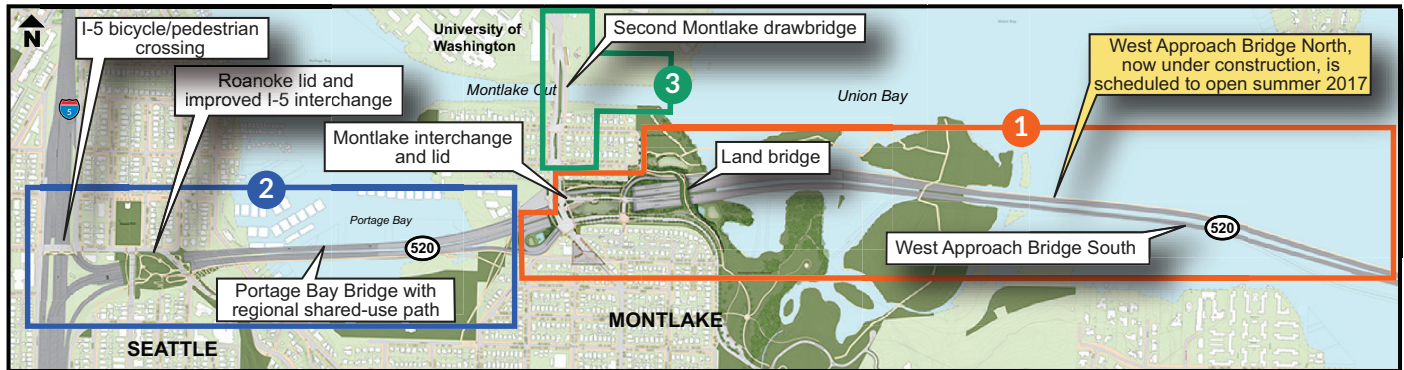 N
I-5 bicycle/pedestrian
crossing
University of
Washington
Second Montlake drawbridge
West Approach Bridge North,
now under construction, is
scheduled to open summer 2017
Roanoke lid and
improved I-5 interchange
3
5
Montlake Cut
Union Bay
1
Montlake interchange
and lid
Land bridge
2
Portage Bay
520
520
West Approach Bridge South
Portage Bay Bridge with
regional shared-use path
MONTLAKE
SEATTLE